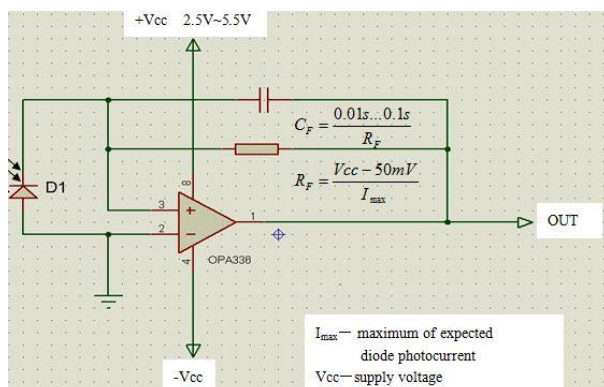 +Vcc 2.5V~5.5V
C_F = 0.01s...0.1s / R_F
R_F = Vcc − 50mV / I_max
D1
8
3
+
1
2
−
OUT
4
OPA336
-Vcc
I_max— maximum of expected
diode photocurrent
Vcc—supply voltage